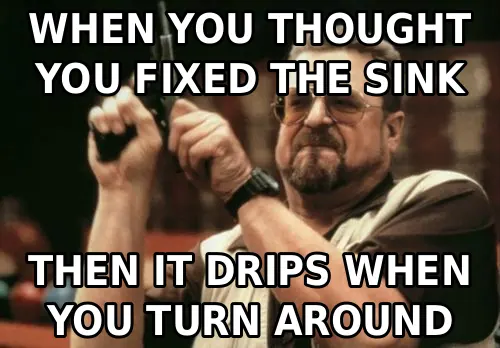 WHEN YOU THOUGHT
YOU FIXED THE SINK
THEN IT DRIPS WHEN
YOU TURN AROUND